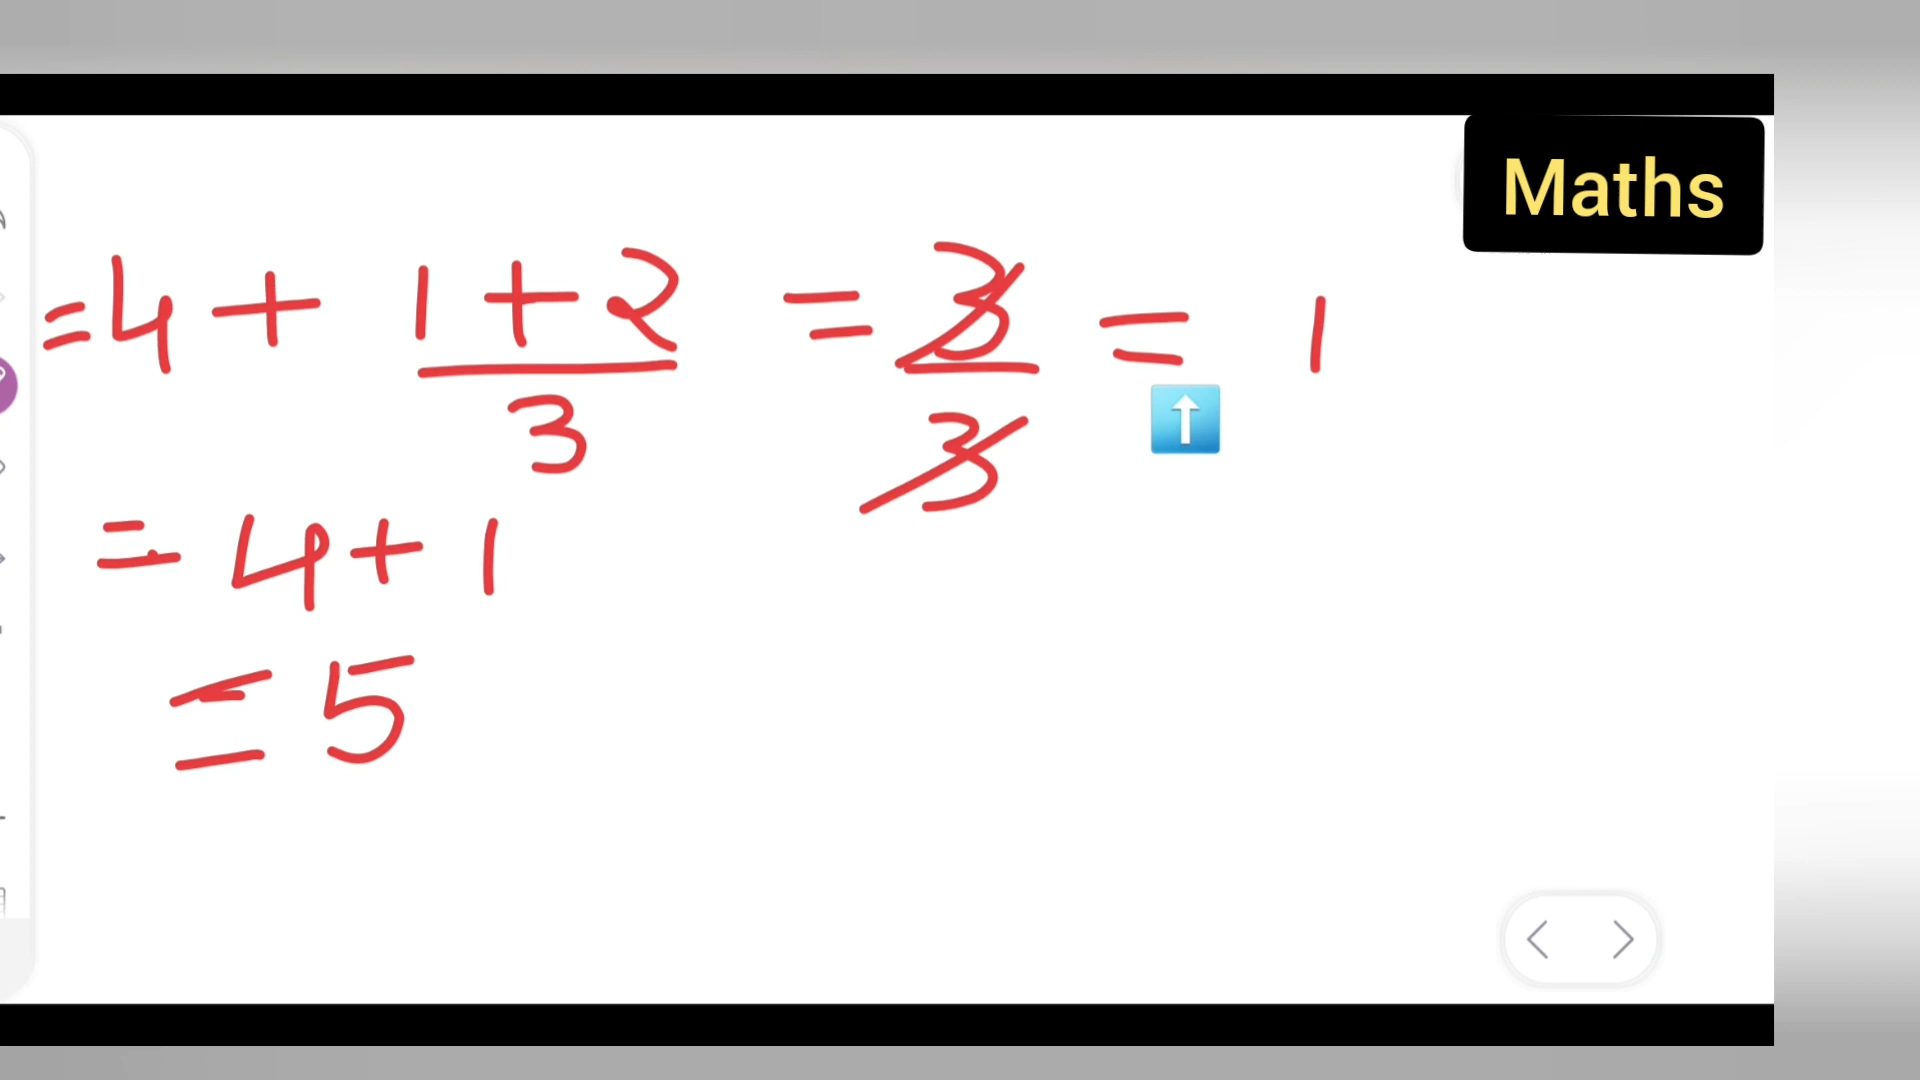 Maths
=4 + 1+2/3 = 3/3 = 1
= 4+1
= 5